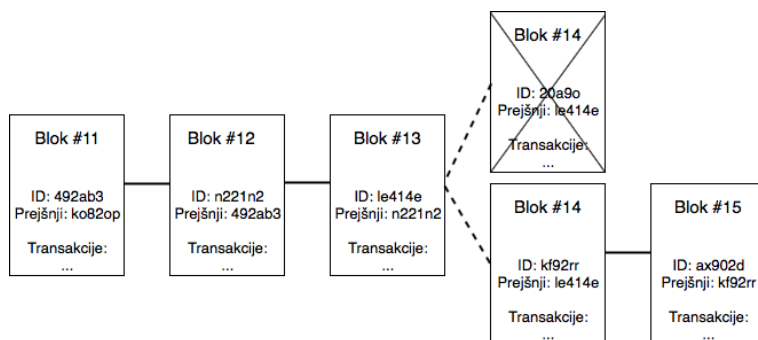 Blok #11
ID: 492ab3
Prejšnji: ko82op
Transakcije:
...
Blok #12
ID: n221n2
Prejšnji: 492ab3
Transakcije:
...
Blok #13
ID: le414e
Prejšnji: n221n2
Transakcije:
...
Blok #14
ID: 20a9o
Prejšnji: le414e
Transakcije:
...
Blok #14
ID: kf92rr
Prejšnji: le414e
Transakcije:
...
Blok #15
ID: ax902d
Prejšnji: kf92rr
Transakcije:
...